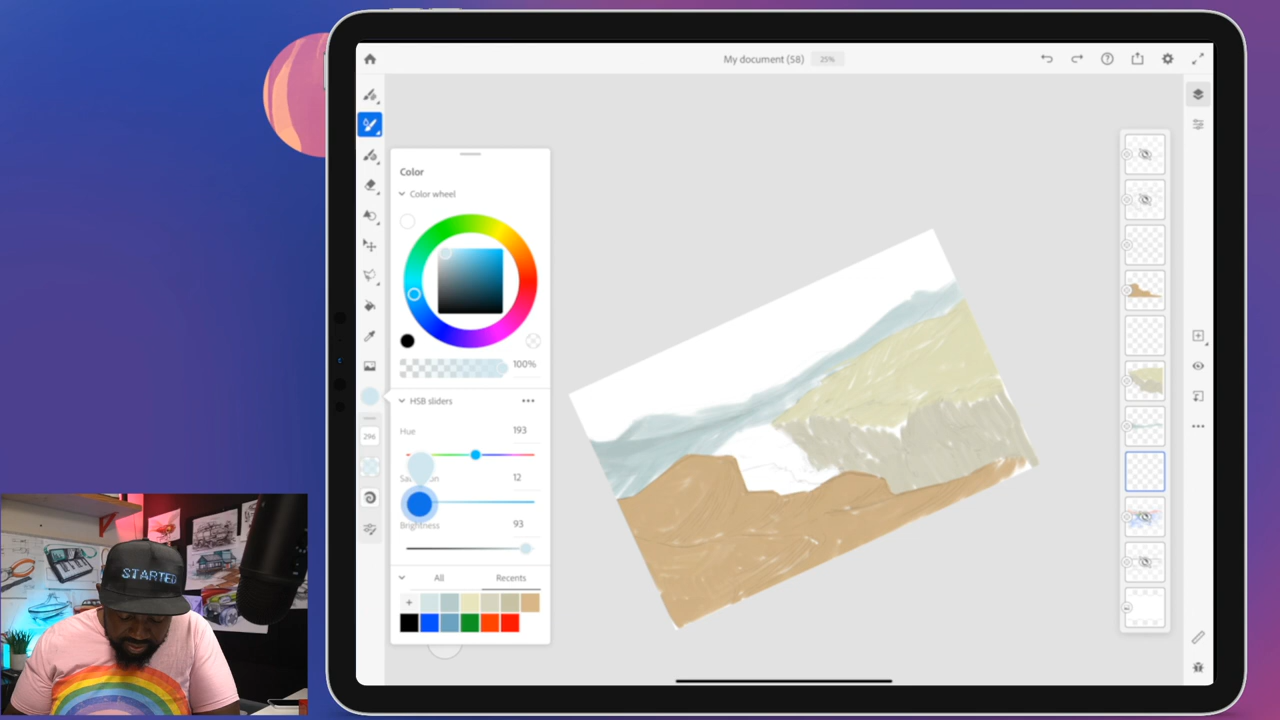 My document (58)
25%
Color
Color wheel
100%
HSB sliders
Hue
193
12
296
Brightness
93
All
Recents
STARTED